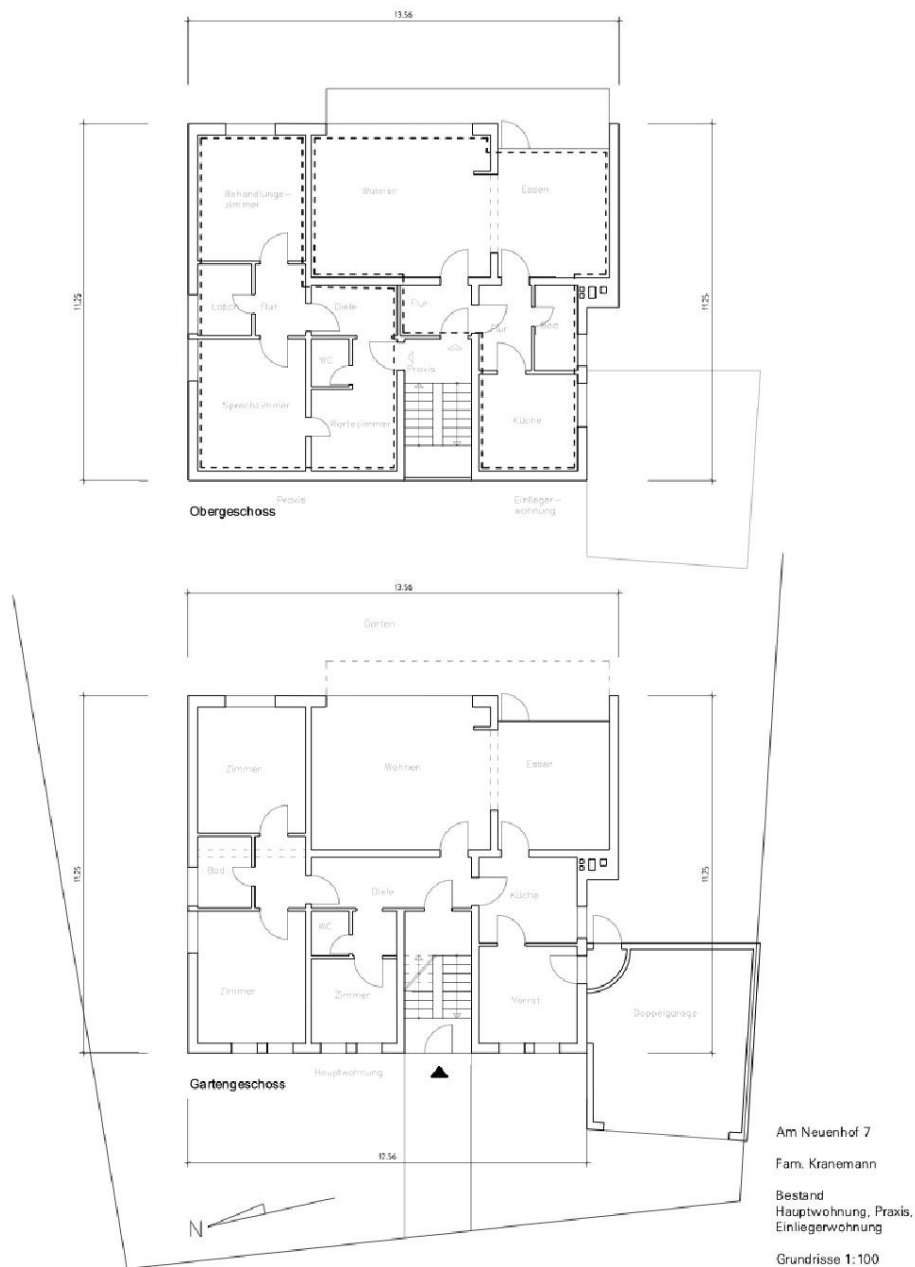 13.56
11.25
11.25
Behandlungs-
zimmer
Wohnen
Essen
Labor
Flur
Diele
Flur
Flur
Bad
WC
Praxis
Sprechzimmer
Wartezimmer
Küche
Praxis
Einlieger-
wohnung
Obergeschoss
13.56
Garten
11.25
11.25
Zimmer
Wohnen
Essen
Bad
Diele
Küche
WC
Zimmer
Zimmer
Vorrat
Doppelgarage
Hauptwohnung
Gartengeschoss
12.56
N
Am Neuenhof 7
Fam. Kranemann
Bestand
Hauptwohnung, Praxis,
Einliegerwohnung
Grundrisse 1:100